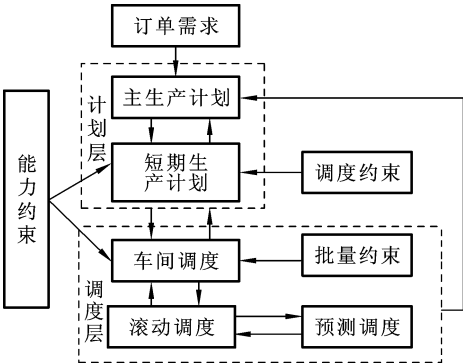 订单需求
计划层
主生产计划
短期生
产计划
调度约束
能力约束
车间调度
批量约束
调度层
滚动调度
预测调度